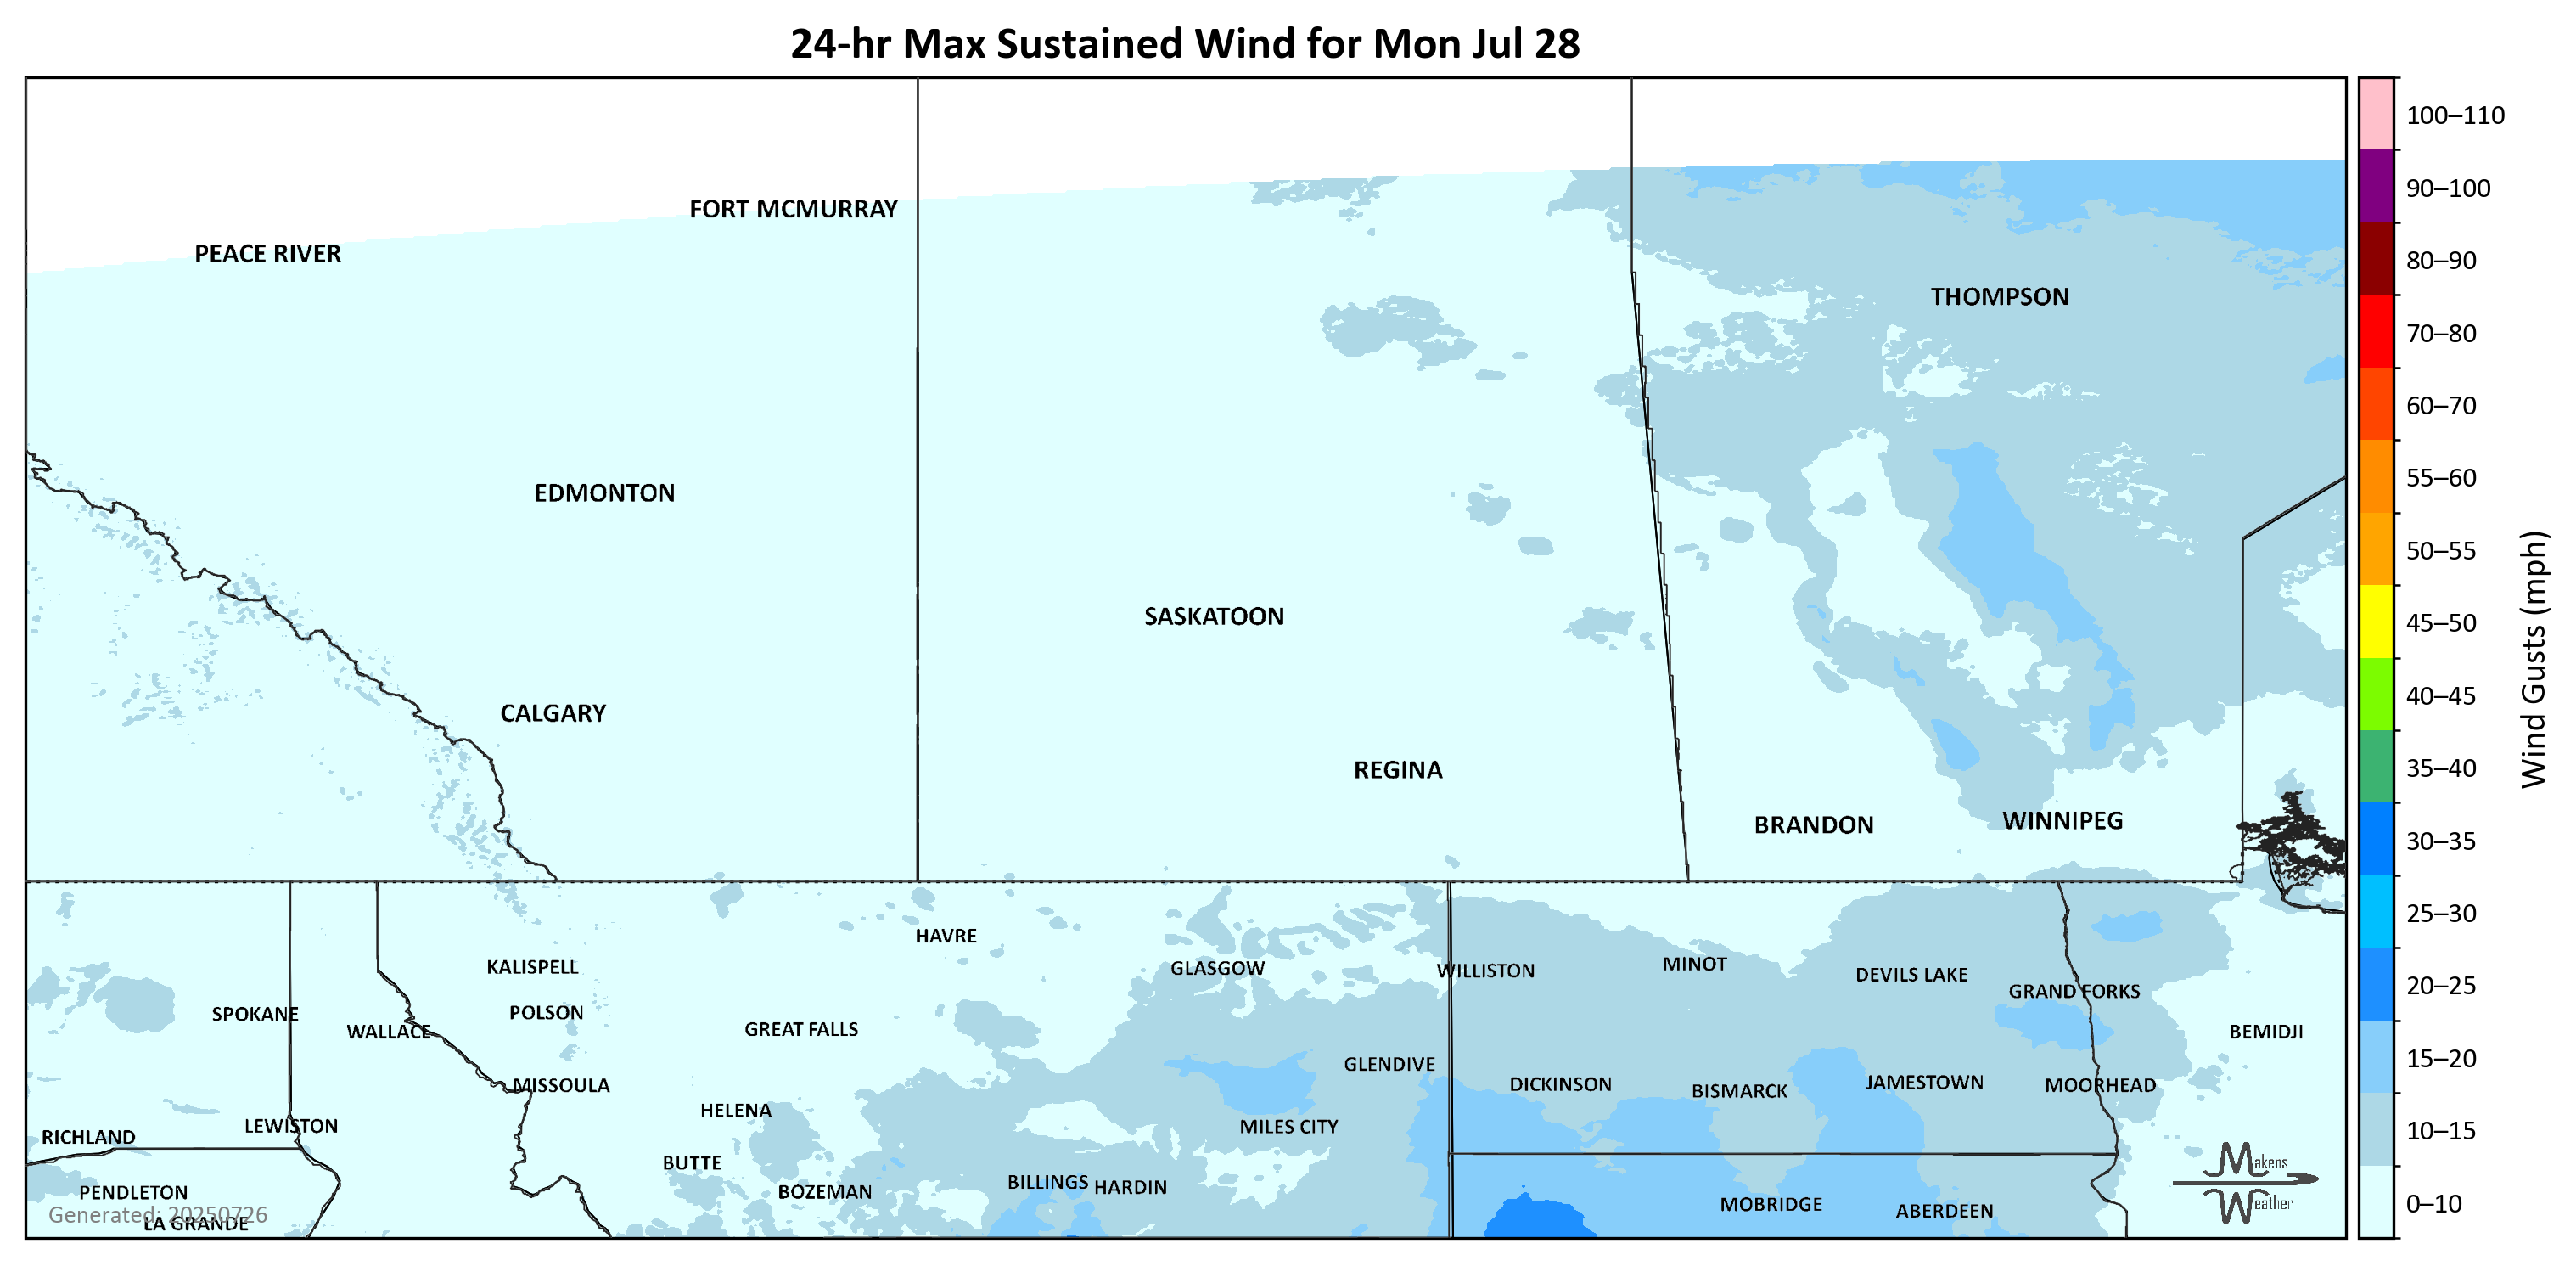 24-hr Max Sustained Wind for Mon Jul 28
100–110
90–100
80–90
70–80
60–70
55–60
50–55
45–50
40–45
35–40
30–35
25–30
20–25
15–20
10–15
0–10
Wind Gusts (mph)
FORT MCMURRAY
PEACE RIVER
THOMPSON
EDMONTON
SASKATOON
CALGARY
REGINA
BRANDON
WINNIPEG
HAVRE
KALISPELL
GLASGOW
WILLISTON
MINOT
DEVILS LAKE
GRAND FORKS
POLSON
SPOKANE
WALLACE
GREAT FALLS
BEMIDJI
GLENDIVE
MISSOULA
DICKINSON
BISMARCK
JAMESTOWN
MOORHEAD
HELENA
LEWISTON
MILES CITY
RICHLAND
BUTTE
BILLINGS
HARDIN
PENDLETON
BOZEMAN
MOBRIDGE
ABERDEEN
LA GRANDE
Generated: 20250726
Makens
Weather